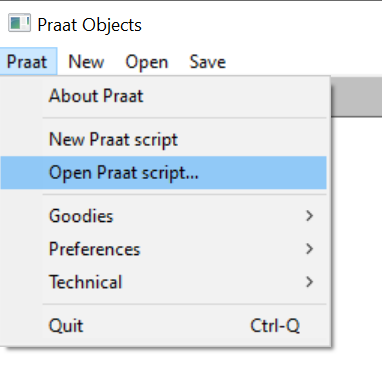 Praat Objects
Praat New Open Save
About Praat
New Praat script
Open Praat script...
Goodies
Preferences
Technical
Quit Ctrl-Q